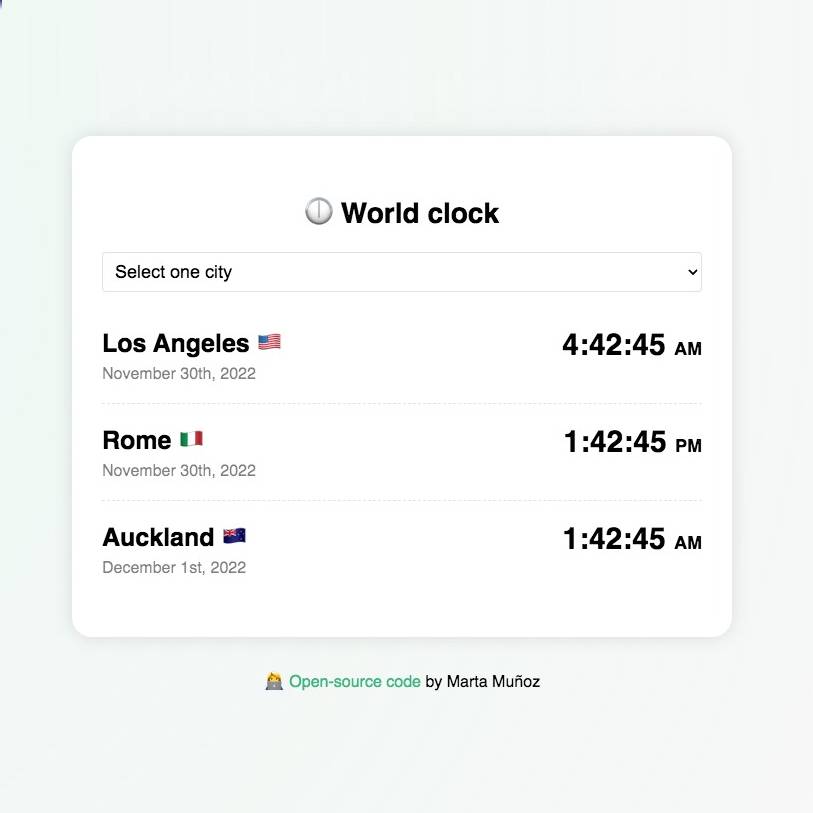 World clock
Select one city
Los Angeles
4:42:45 AM
November 30th, 2022
Rome
1:42:45 PM
November 30th, 2022
Auckland
1:42:45 AM
December 1st, 2022
Open-source code by Marta Muñoz